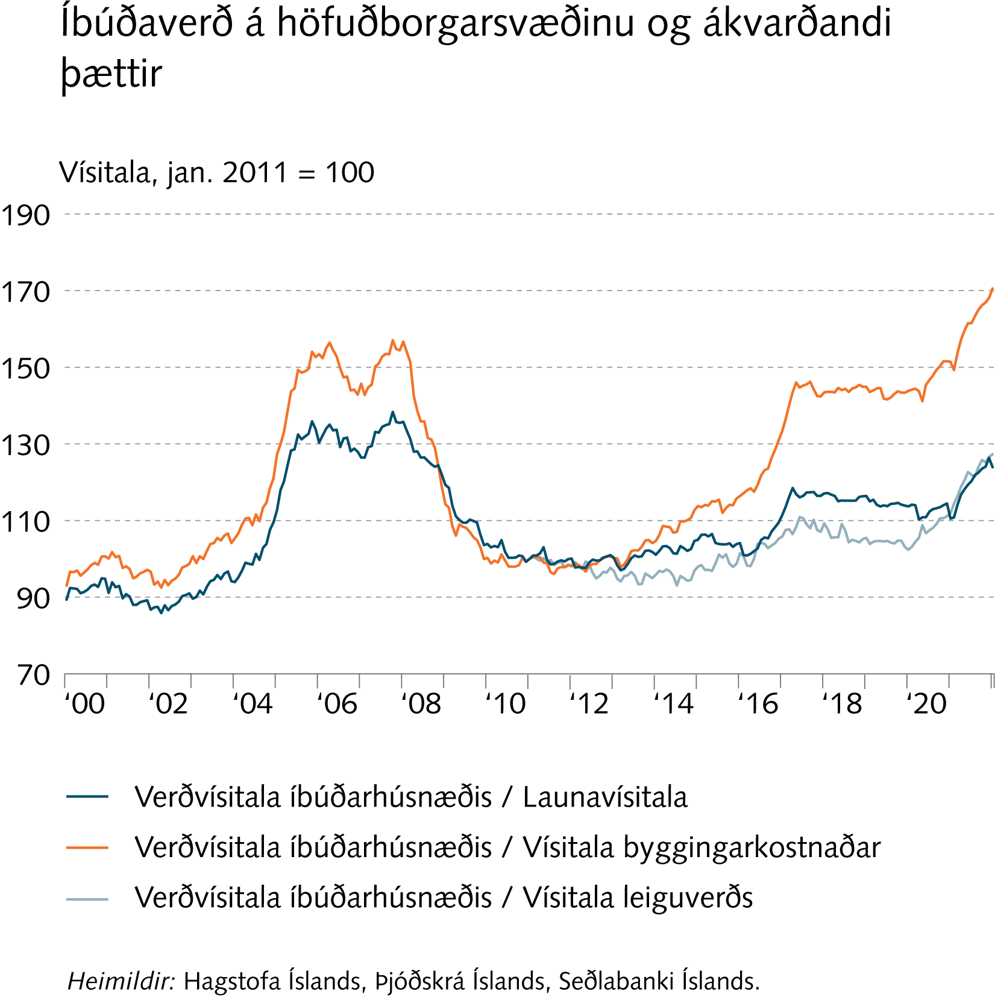 Íbúðaverð á höfuðborgarsvæðinu og ákvarðandi
þættir
Vísitala, jan. 2011 = 100
190
170
150
130
110
90
70
‘00 ‘02 ‘04 ‘06 ‘08 ‘10 ‘12 ‘14 ‘16 ‘18 ‘20
Verðvísitala íbúðarhúsnæðis / Launavísitala
Verðvísitala íbúðarhúsnæðis / Vísitala byggingarkostnaðar
Verðvísitala íbúðarhúsnæðis / Vísitala leiguverðs
Heimildir: Hagstofa Íslands, Þjóðskrá Íslands, Seðlabanki Íslands.